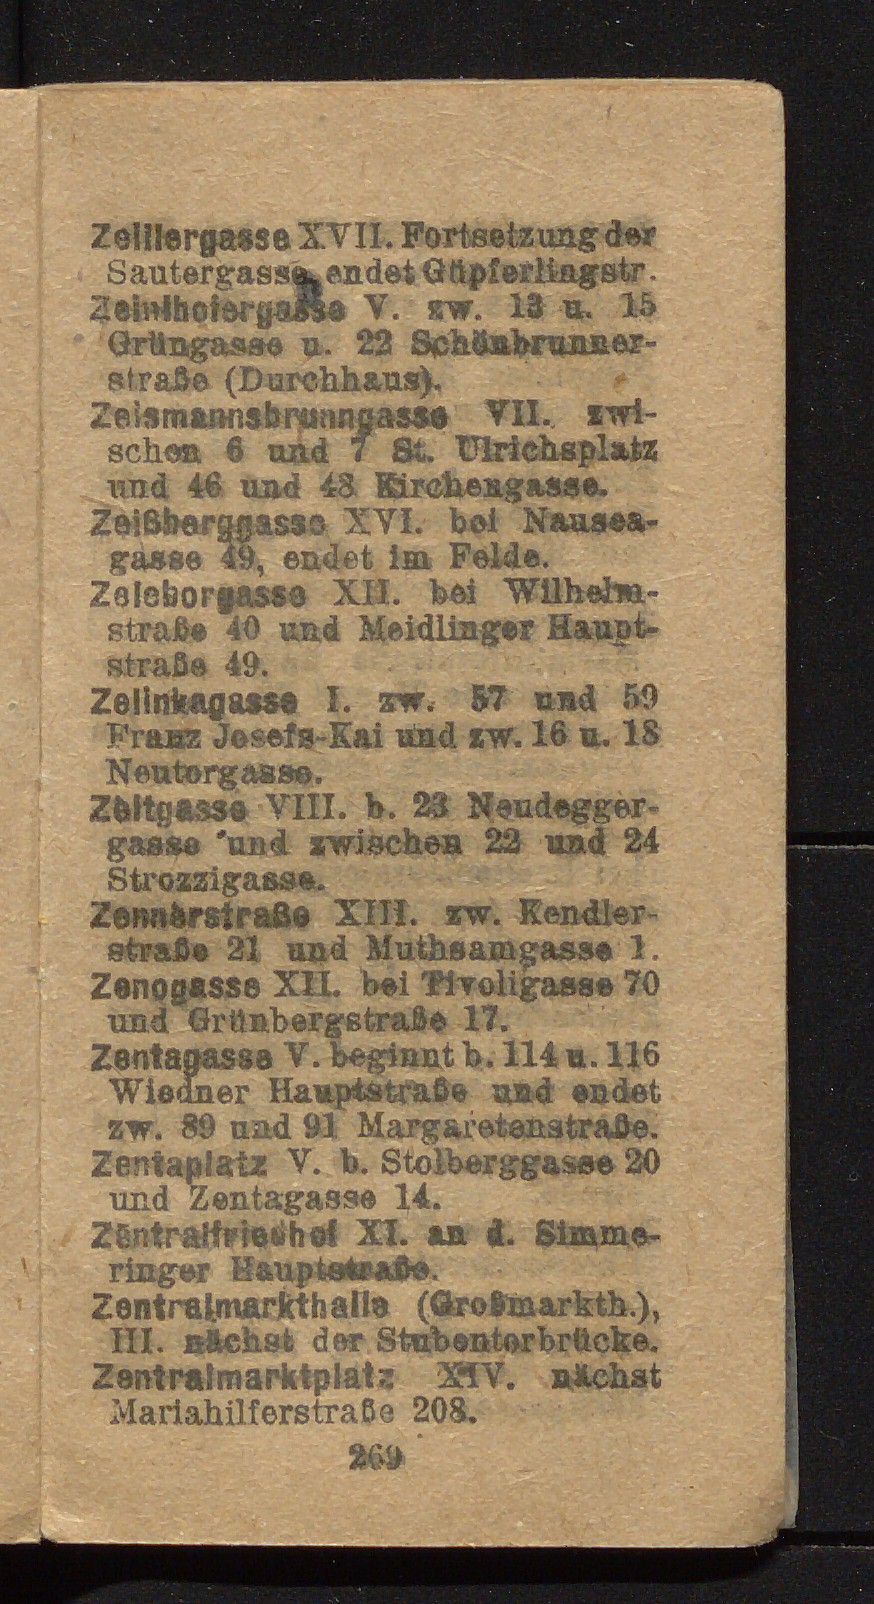 Zeillergasse XVII. Fortsetzung der
Sautergasse, endet Güpferlingstr.
Zeinlhofergasse V. zw. 13 u. 15
Grüngasse u. 22 Schönbrunner-
straße (Durchhaus).
Zeismannsbrunngasse VII. zwi-
schen 6 und 7 St. Ulrichsplatz
und 46 und 48 Kirchengasse.
Zeißberggasse XVI. bei Nausea-
gasse 49, endet im Felde.
Zeleborgasse XII. bei Wilhelm-
straße 40 und Meidlinger Haupt-
straße 49.
Zelinkagasse I. zw. 57 und 59
Franz Josefs-Kai und zw. 16 u. 18
Neutorgasse.
Zeltgasse VIII. b. 23 Neudegger-
gasse und zwischen 22 und 24
Strozzigasse.
Zennerstraße XIII. zw. Kendler-
straße 21 und Muthsamgasse 1.
Zenogasse XII. bei Tivoligasse 70
und Grünbergstraße 17.
Zentagasse V. beginnt b. 114 u. 116
Wiedner Hauptstraße und endet
zw. 89 und 91 Margaretenstraße.
Zentaplatz V. b. Stolberggasse 20
und Zentagasse 14.
Zentralfriedhof XI. an d. Simme-
ringer Hauptstraße.
Zentralmarkthalle (Großmarkth.),
III. nächst der Stubentorbrücke.
Zentralmarktplatz XIV. nächst
Mariahilferstraße 208.
269